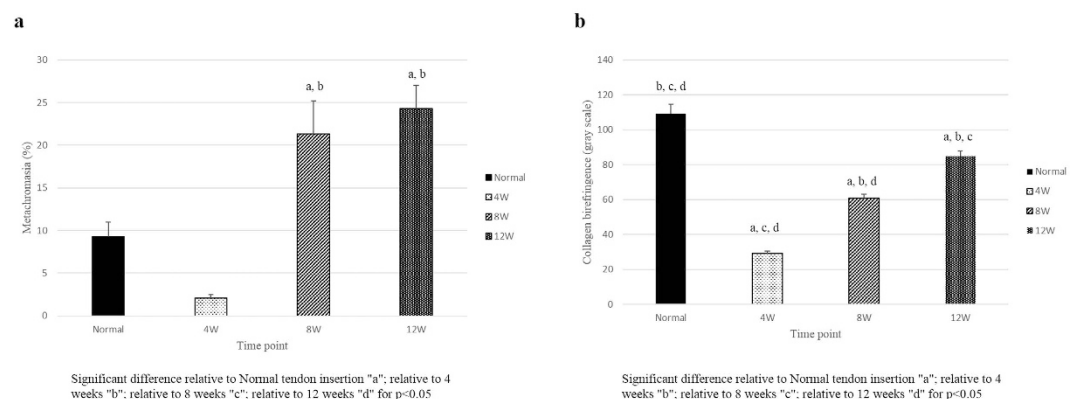 a
30
25
20
15
10
5
0
Metachromasia (%)
a, b
a, b
Normal
4W
8W
12W
Time point
Normal
4W
8W
12W
Significant difference relative to Normal tendon insertion "a"; relative to 4
weeks "b"; relative to 8 weeks "c"; relative to 12 weeks "d" for p<0.05
b
140
120
100
80
60
40
20
0
Collagen birefringence (gray scale)
b, c, d
a, c, d
a, b, d
a, b, c
Normal
4W
8W
12W
Time point
Normal
4W
8W
12W
Significant difference relative to Normal tendon insertion "a"; relative to 4
weeks "b"; relative to 8 weeks "c"; relative to 12 weeks "d" for p<0.05